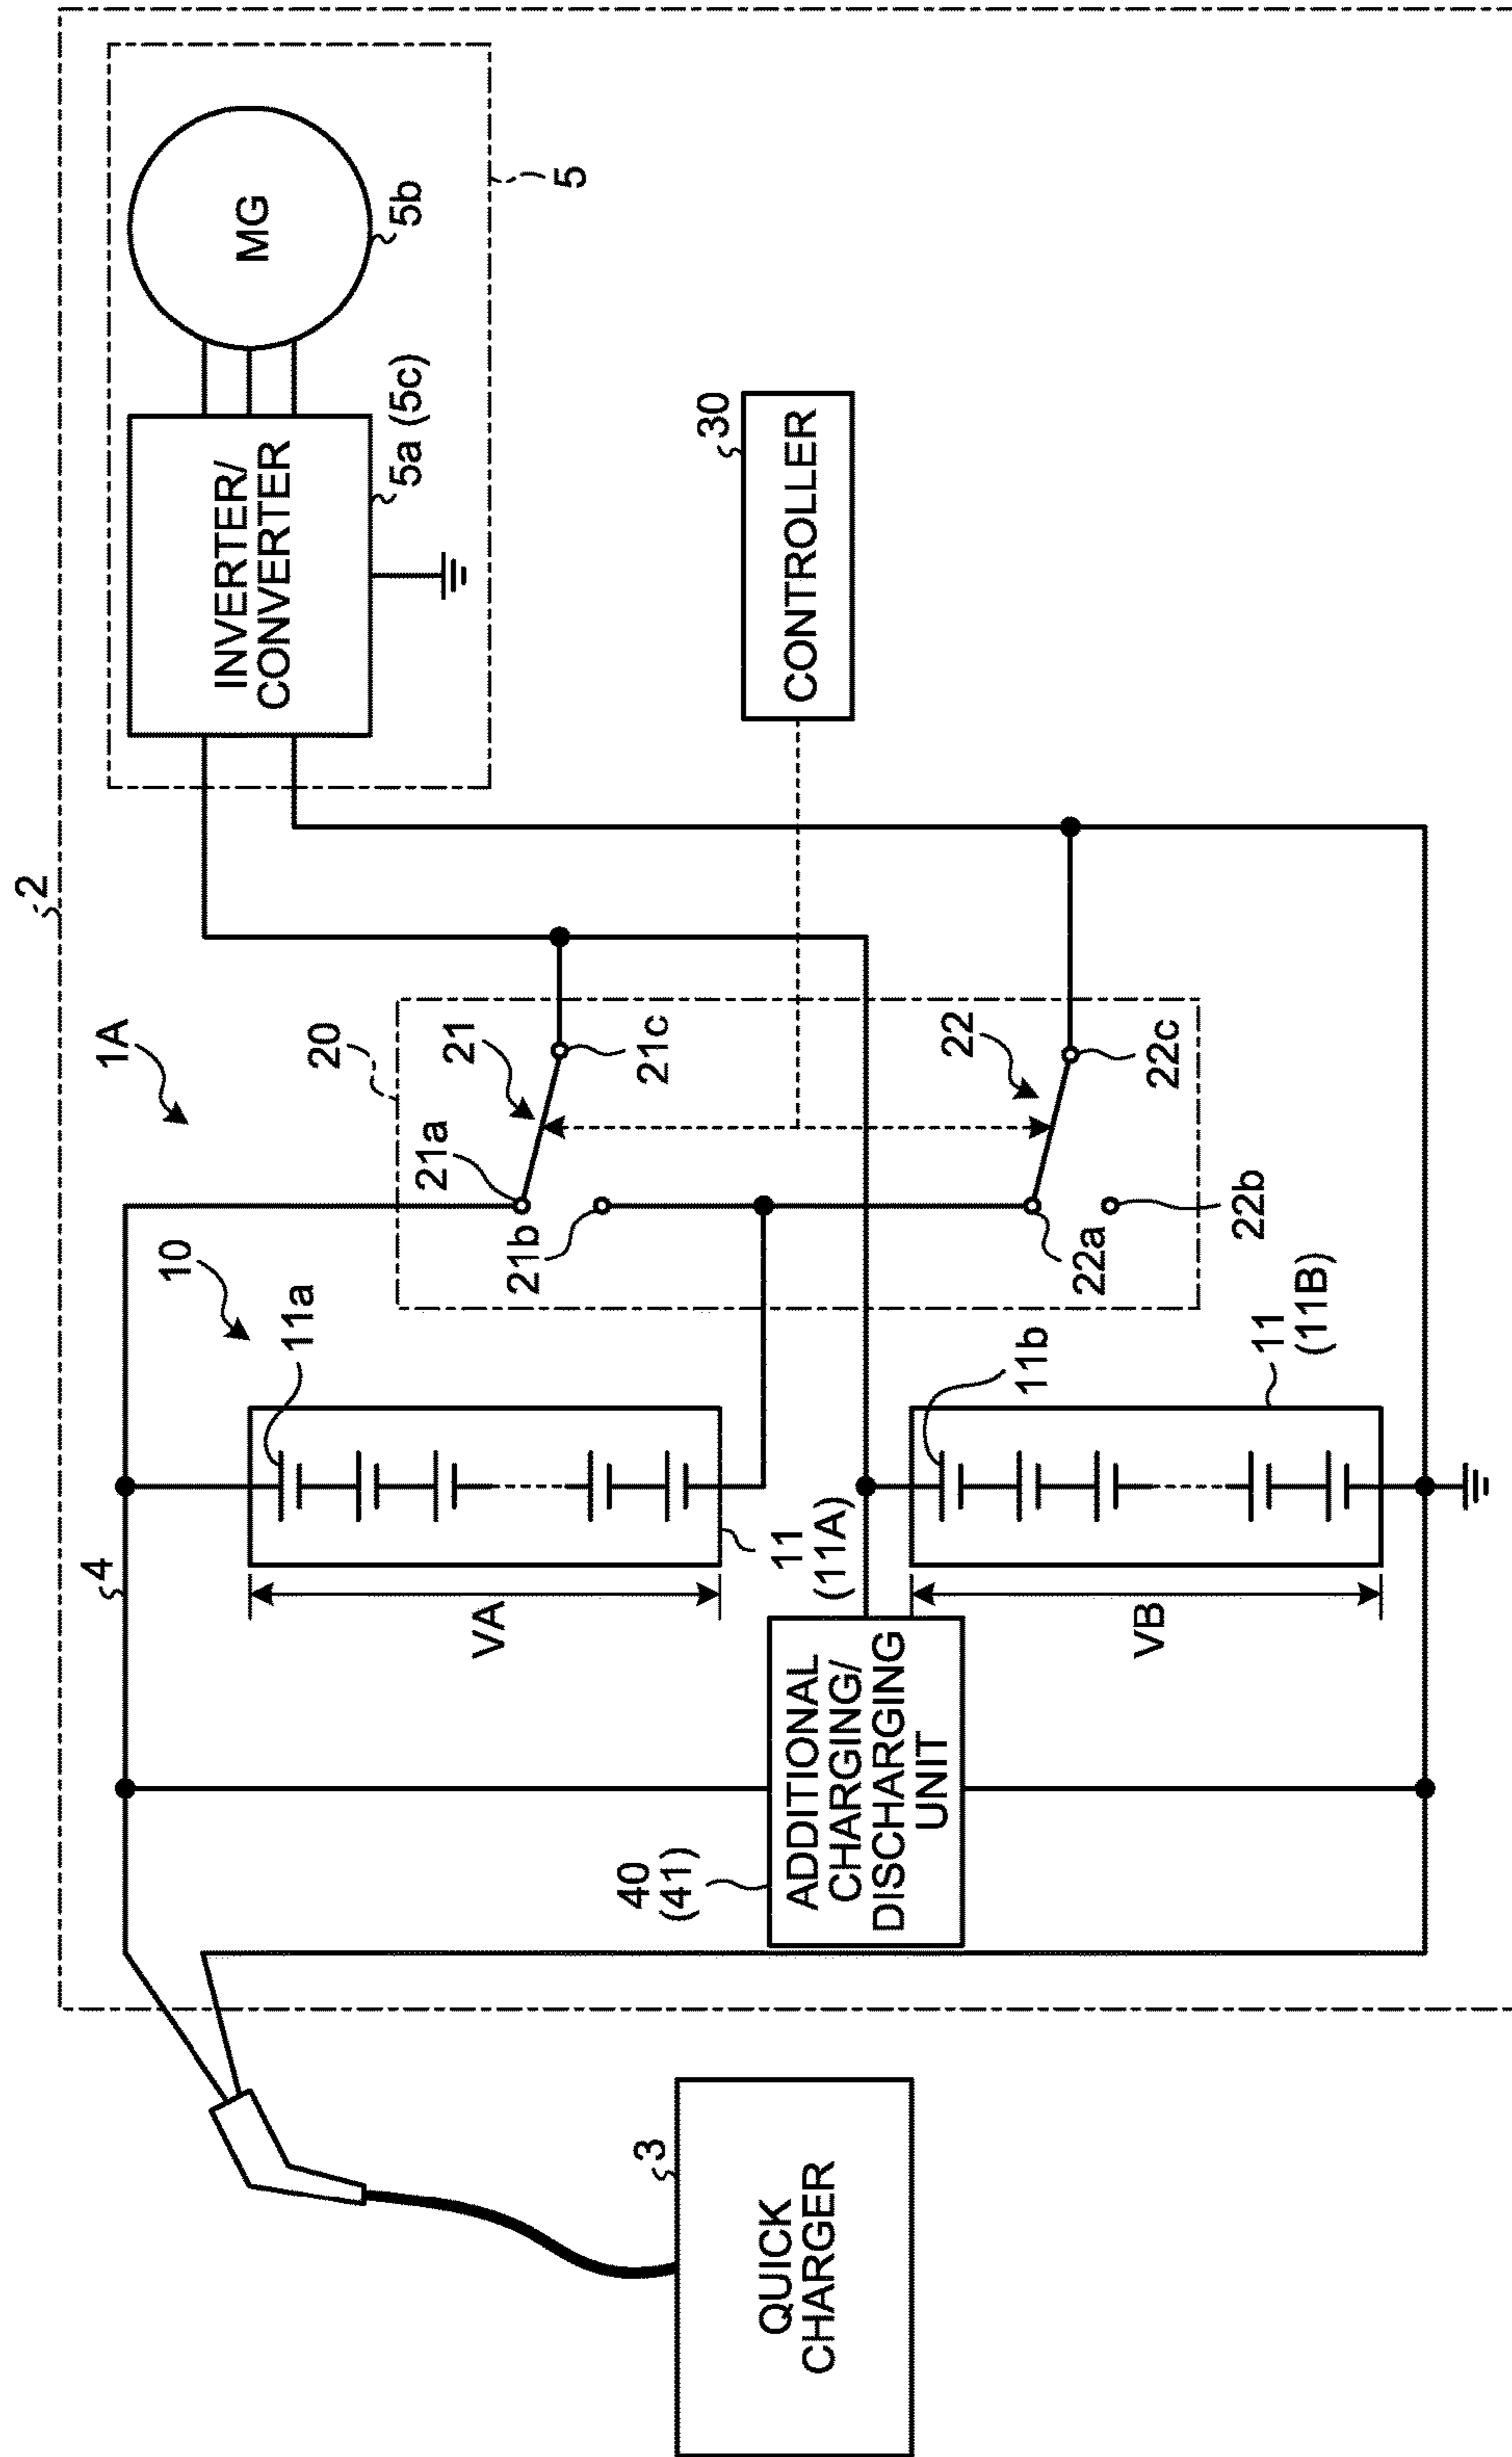 2
1A
MG
5b
5
INVERTER/
CONVERTER
5a (5c)
30
CONTROLLER
20
21
21a
21b
21c
22
22a
22b
22c
10
11a
11
(11A)
VA
11b
11
(11B)
VB
4
40
(41)
ADDITIONAL
CHARGING/
DISCHARGING
UNIT
3
QUICK
CHARGER